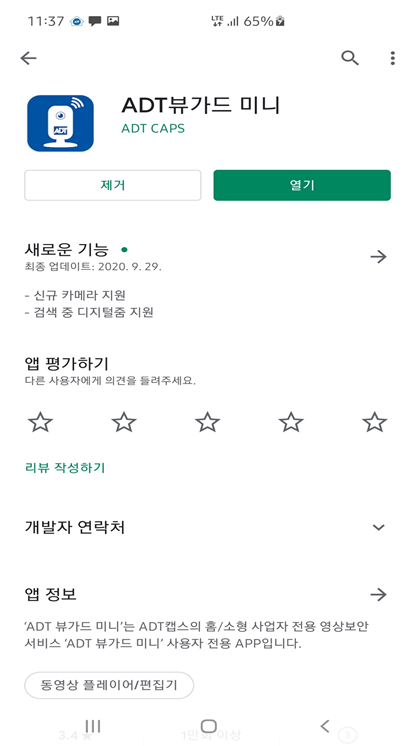 11:37 LTE 65%
ADT뷰가드 미니
ADT CAPS
ADT
제거 열기
새로운 기능
최종 업데이트: 2020. 9. 29.
- 신규 카메라 지원
- 검색 중 디지털줌 지원
앱 평가하기
다른 사용자에게 의견을 들려주세요.
리뷰 작성하기
개발자 연락처
앱 정보
‘ADT 뷰가드 미니’는 ADT캡스의 홈/소형 사업자 전용 영상보안
서비스 ‘ADT 뷰가드 미니’ 사용자 전용 APP입니다.
동영상 플레이어/편집기
3.4 ★ 1만회 이상 3